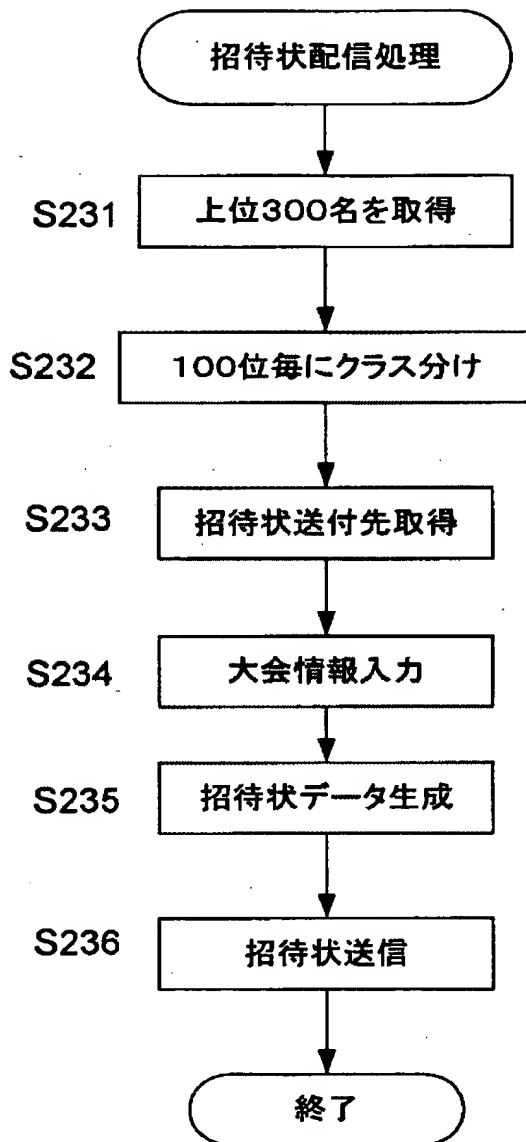 招待状配信処理
S231
上位300名を取得
S232
100位毎にクラス分け
S233
招待状送付先取得
S234
大会情報入力
S235
招待状データ生成
S236
招待状送信
終了